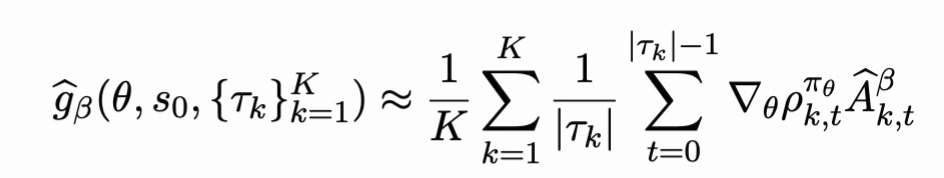 \widehat{g}_{\beta}(\theta, s_0, \{\tau_k\}_{k=1}^{K}) \approx \frac{1}{K} \sum_{k=1}^{K} \frac{1}{|\tau_k|} \sum_{t=0}^{|\tau_k|-1} \nabla_{\theta} \rho_{k,t}^{\pi_{\theta}} \widehat{A}_{k,t}^{\beta}